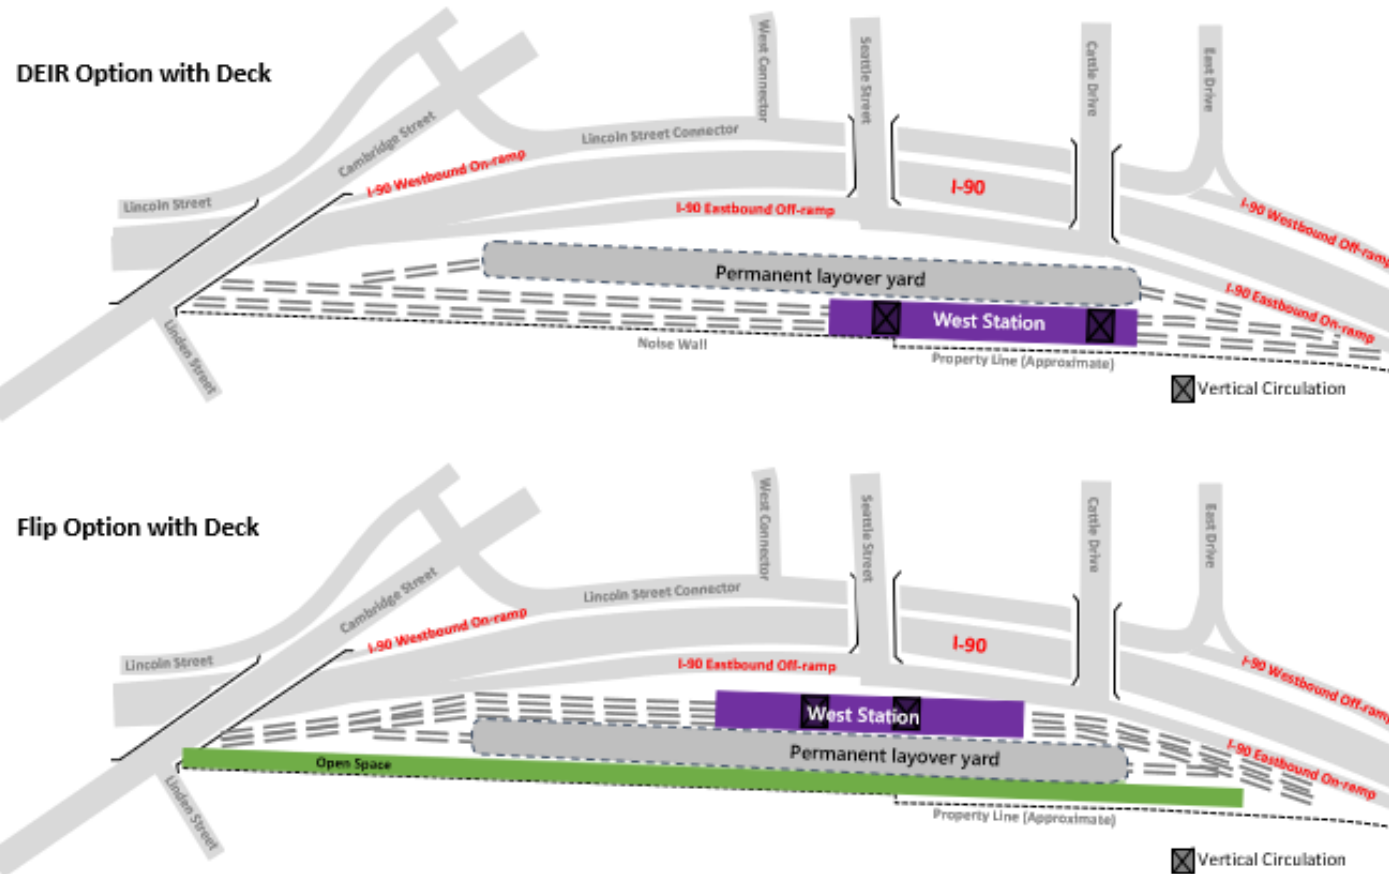 DEIR Option with Deck
West Connector
Seattle Street
Cattle Drive
East Drive
Cambridge Street
Lincoln Street Connector
I-90 Westbound On-ramp
I-90
Lincoln Street
I-90 Eastbound Off-ramp
I-90 Westbound Off-ramp
Permanent layover yard
I-90 Eastbound On-ramp
West Station
Linden Street
Noise Wall
Property Line (Approximate)
Vertical Circulation
Flip Option with Deck
West Connector
Seattle Street
Cattle Drive
East Drive
Cambridge Street
Lincoln Street Connector
I-90 Westbound On-ramp
I-90
Lincoln Street
I-90 Eastbound Off-ramp
I-90 Westbound Off-ramp
West Station
Permanent layover yard
I-90 Eastbound On-ramp
Open Space
Linden Street
Property Line (Approximate)
Vertical Circulation